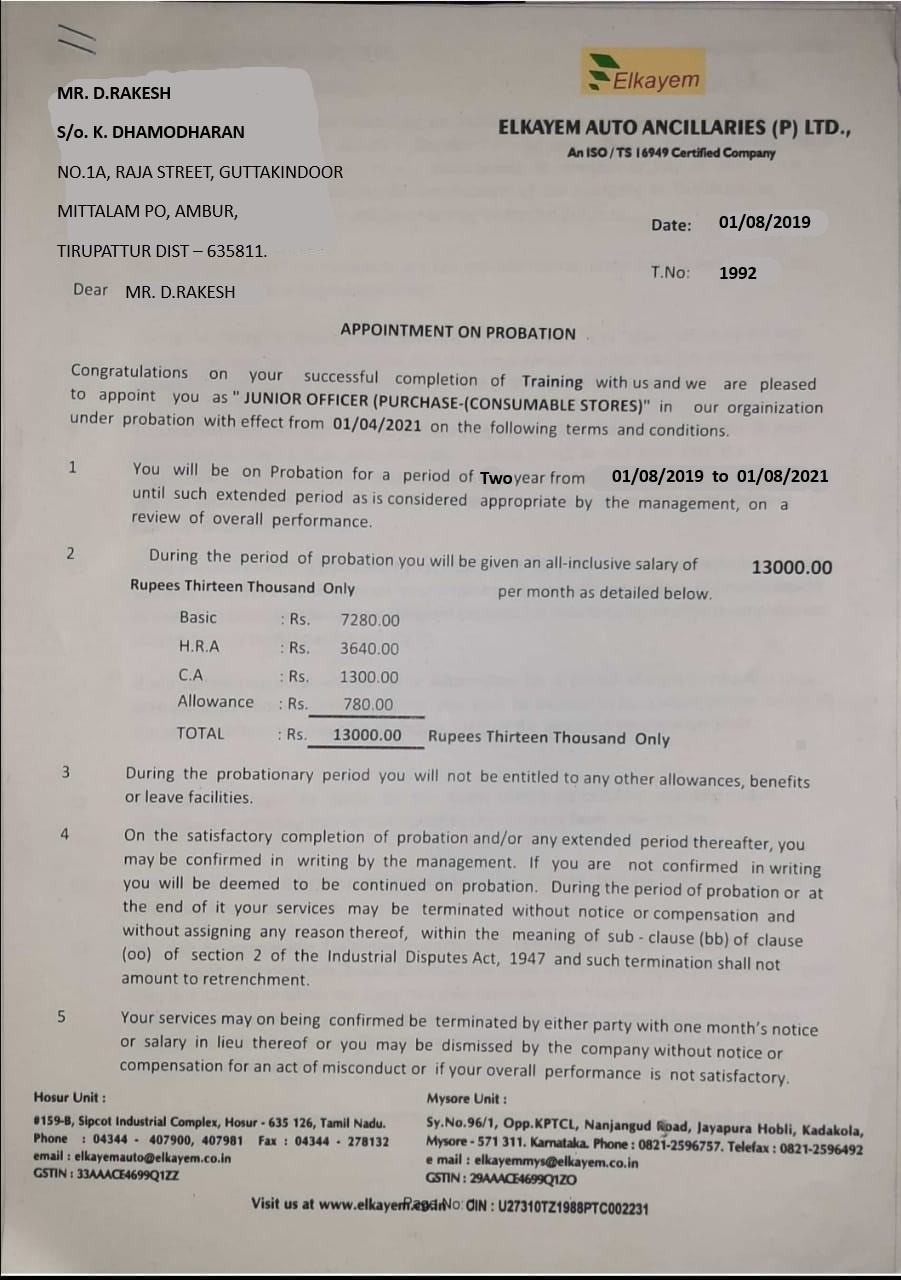 MR. D.RAKESH
S/o. K. DHAMODHARAN
NO.1A, RAJA STREET, GUTTAKINDOOR
MITTALAM PO, AMBUR,
TIRUPATTUR DIST – 635811.
Elkayem
ELKAYEM AUTO ANCILLARIES (P) LTD.,
An ISO / TS 16949 Certified Company
Date: 01/08/2019
T.No: 1992
Dear MR. D.RAKESH
APPOINTMENT ON PROBATION
Congratulations on your successful completion of Training with us and we are pleased
to appoint you as " JUNIOR OFFICER (PURCHASE-(CONSUMABLE STORES)" in our orgainization
under probation with effect from 01/04/2021 on the following terms and conditions.
1 You will be on Probation for a period of Two year from 01/08/2019 to 01/08/2021
until such extended period as is considered appropriate by the management, on a
review of overall performance.
2 During the period of probation you will be given an all-inclusive salary of 13000.00
Rupees Thirteen Thousand Only per month as detailed below.
Basic : Rs. 7280.00
H.R.A : Rs. 3640.00
C.A : Rs. 1300.00
Allowance : Rs. 780.00
TOTAL : Rs. 13000.00 Rupees Thirteen Thousand Only
3 During the probationary period you will not be entitled to any other allowances, benefits
or leave facilities.
4 On the satisfactory completion of probation and/or any extended period thereafter, you
may be confirmed in writing by the management. If you are not confirmed in writing
you will be deemed to be continued on probation. During the period of probation or at
the end of it your services may be terminated without notice or compensation and
without assigning any reason thereof, within the meaning of sub - clause (bb) of clause
(oo) of section 2 of the Industrial Disputes Act, 1947 and such termination shall not
amount to retrenchment.
5 Your services may on being confirmed be terminated by either party with one month's notice
or salary in lieu thereof or you may be dismissed by the company without notice or
compensation for an act of misconduct or if your overall performance is not satisfactory.
Hosur Unit :
#159-B, Sipcot Industrial Complex, Hosur - 635 126, Tamil Nadu.
Phone : 04344 - 407900, 407981 Fax : 04344 - 278132
email : elkayemauto@elkayem.co.in
GSTIN : 33AAACE4699Q1ZZ
Mysore Unit :
Sy.No.96/1, Opp.KPTCL, Nanjangud Road, Jayapura Hobli, Kadakola,
Mysore - 571 311. Karnataka. Phone : 0821-2596757. Telefax : 0821-2596492
e mail : elkayemmys@elkayem.co.in
GSTIN : 29AAACE4699Q1ZO
Visit us at CIN : U27310TZ1988PTC002231